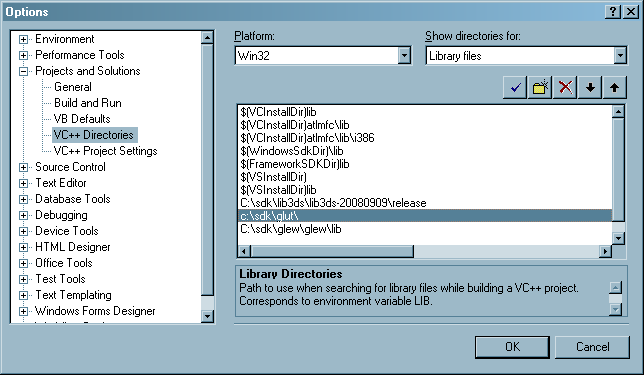 Options
Platform:
Show directories for:
Win32
Library files
Environment
Performance Tools
Projects and Solutions
General
Build and Run
VB Defaults
VC++ Directories
VC++ Project Settings
Source Control
Text Editor
Database Tools
Debugging
Device Tools
HTML Designer
Office Tools
Test Tools
Text Templating
Windows Forms Designer
$(VCInstallDir)lib
$(VCInstallDir)atlmfc\lib
$(VCInstallDir)atlmfc\lib\i386
$(WindowsSdkDir)\lib
$(FrameworkSDKDir)lib
$(VSInstallDir)
$(VSInstallDir)lib
C:\sdk\lib3ds\lib3ds-20080909\release
c:\sdk\glut\
C:\sdk\glew\glew\lib
Library Directories
Path to use when searching for library files while building a VC++ project.
Corresponds to environment variable LIB.
OK
Cancel